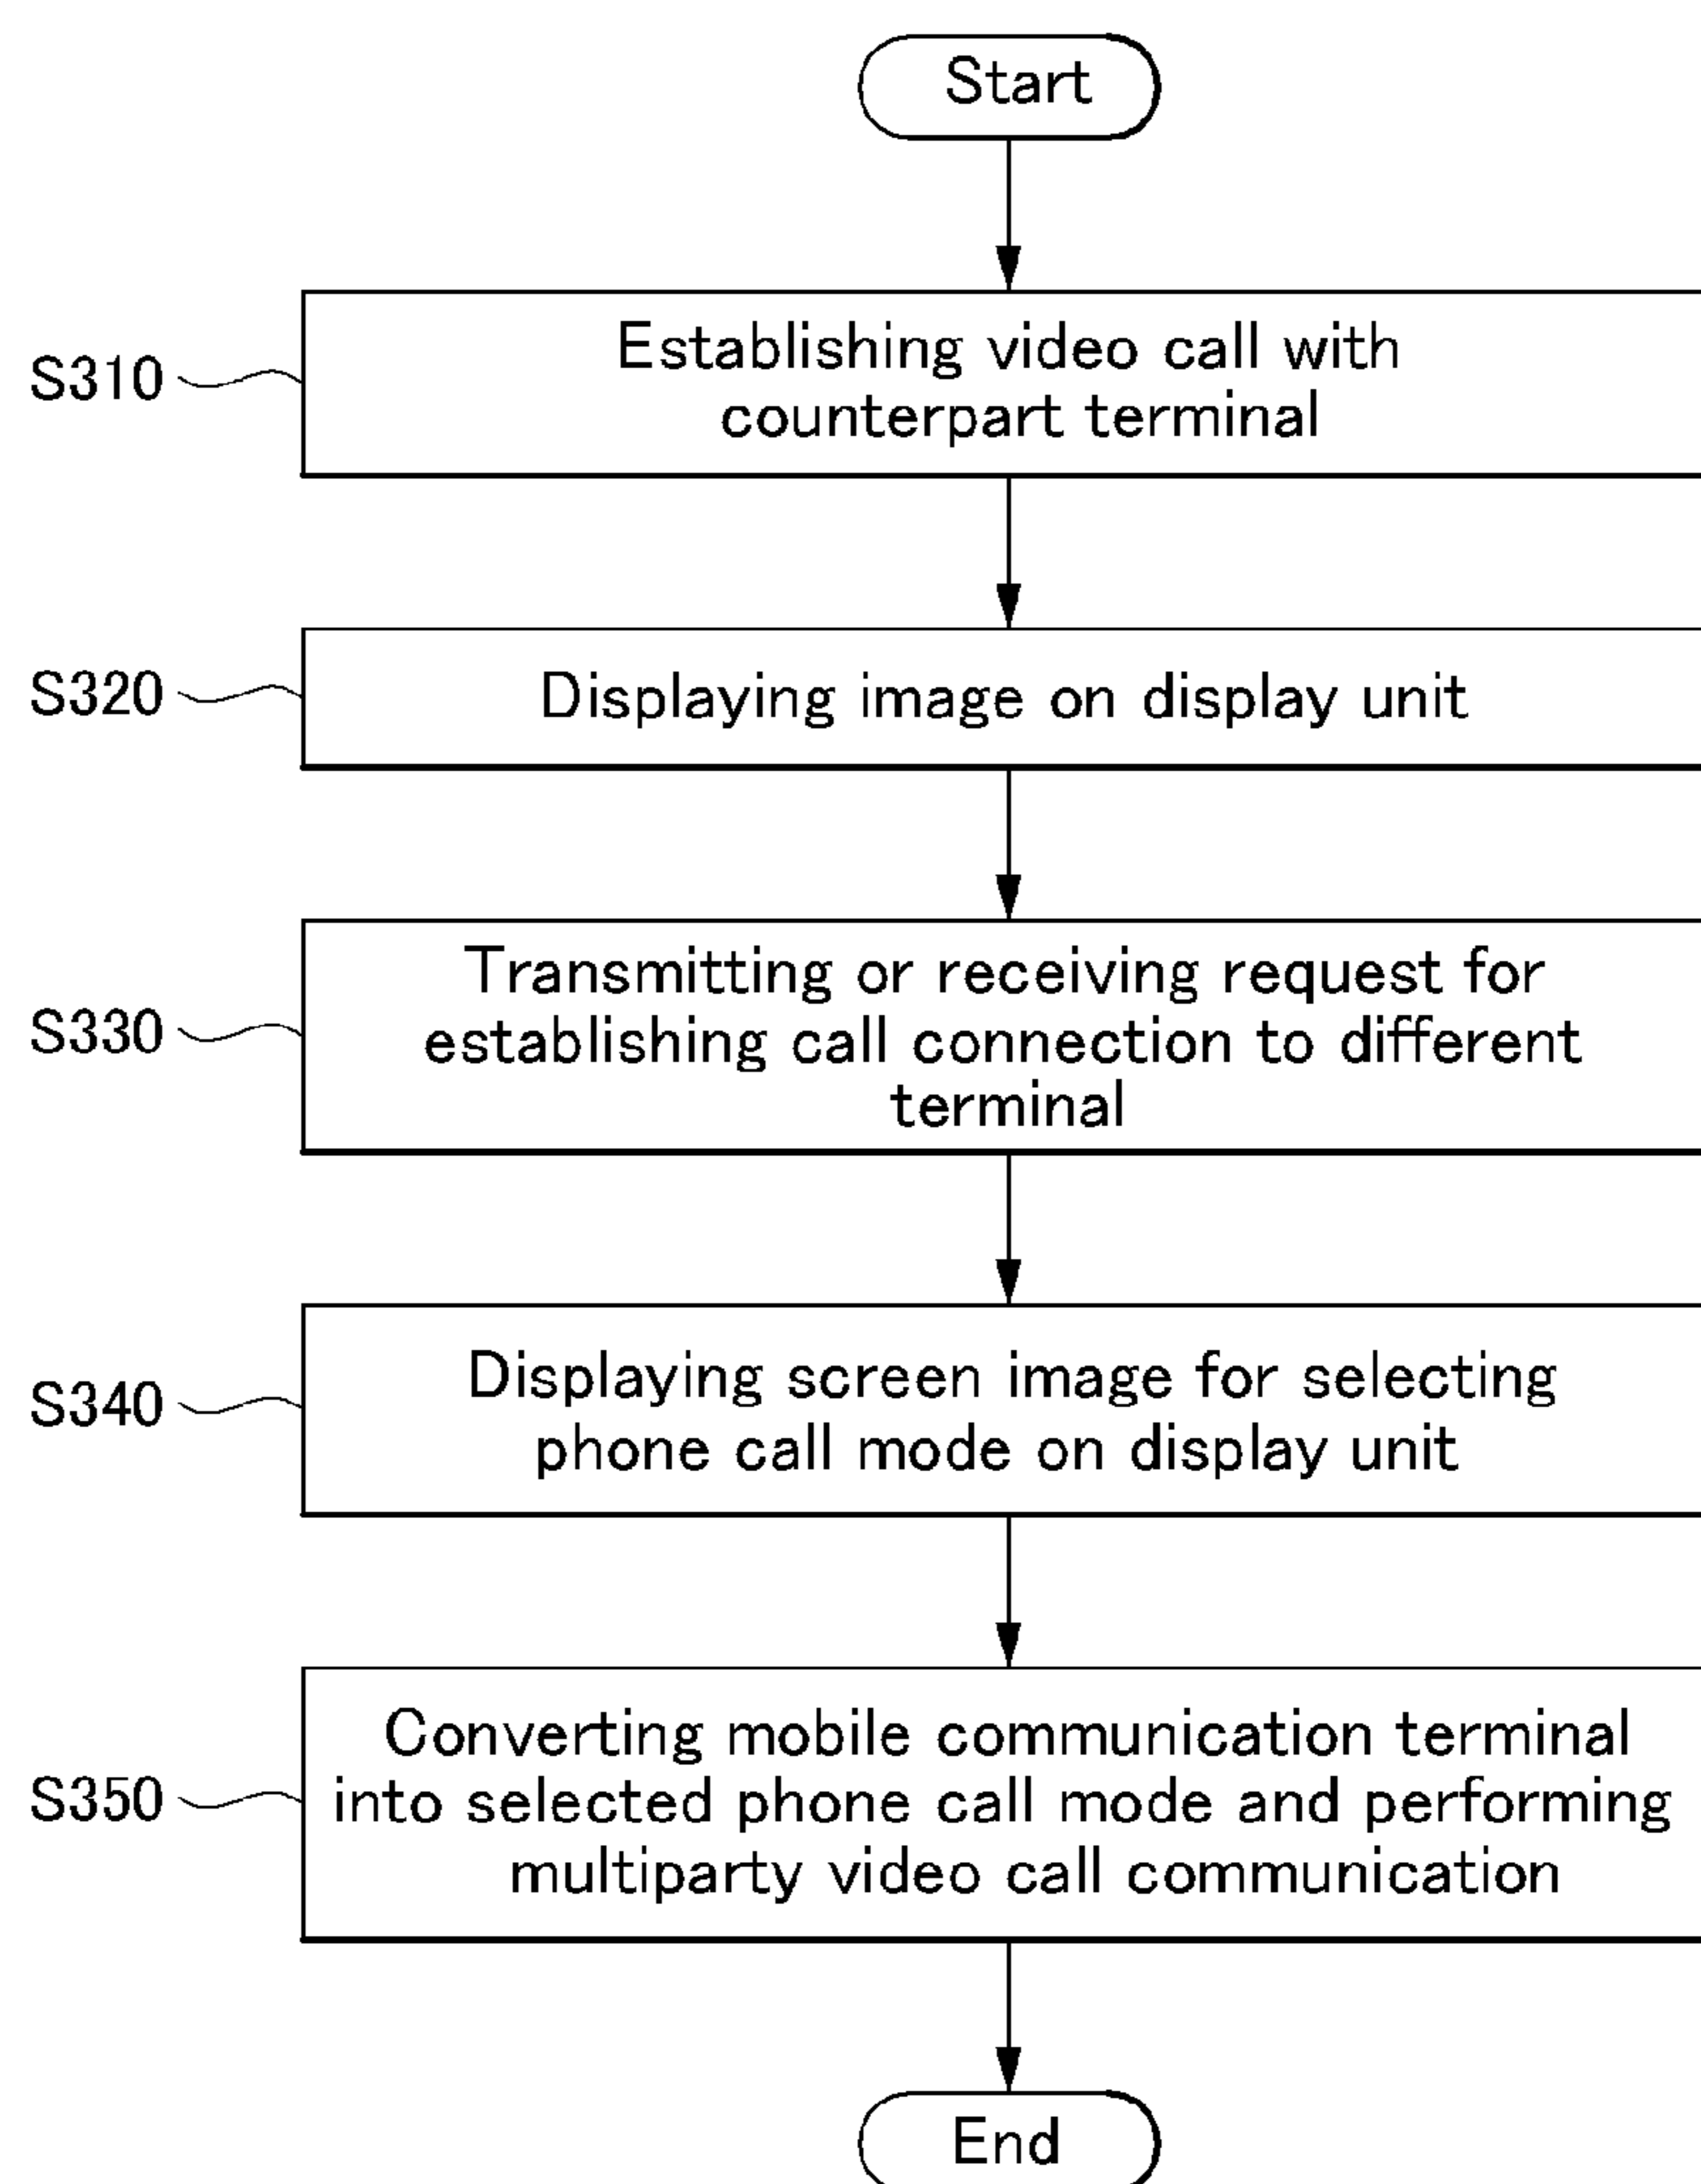 Start
S310
Establishing video call with
counterpart terminal
S320
Displaying image on display unit
S330
Transmitting or receiving request for
establishing call connection to different
terminal
S340
Displaying screen image for selecting
phone call mode on display unit
S350
Converting mobile communication terminal
into selected phone call mode and performing
multiparty video call communication
End